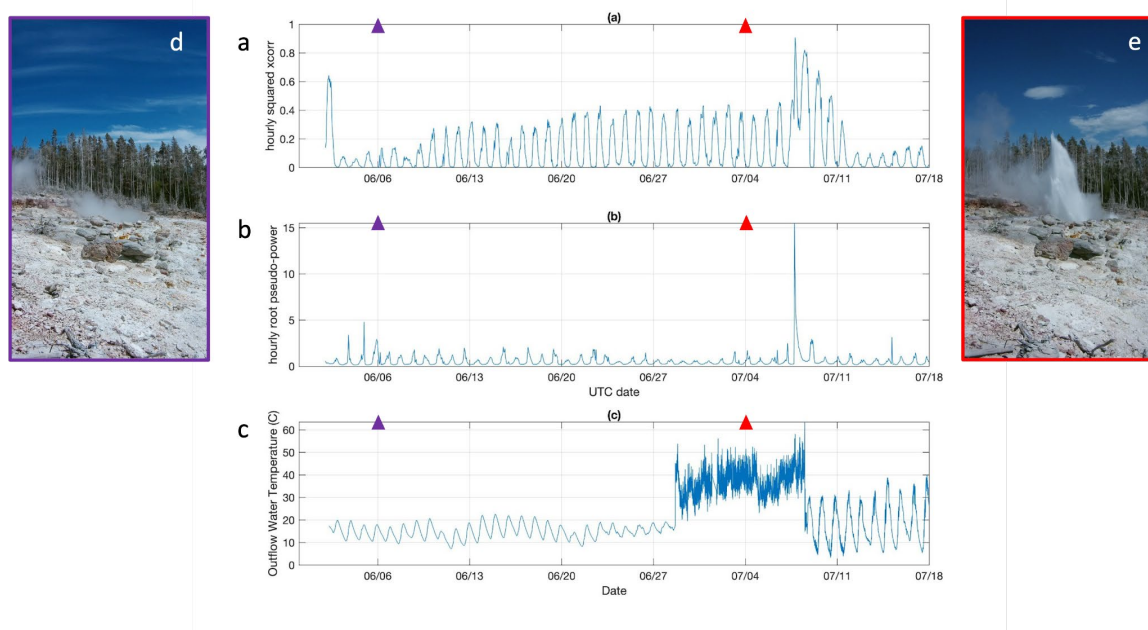 d
a
(a)
hourly squared xcorr
1
0.8
0.6
0.4
0.2
0
06/06 06/13 06/20 06/27 07/04 07/11 07/18
e
b
(b)
hourly root pseudo-power
15
10
5
0
06/06 06/13 06/20 06/27 07/04 07/11 07/18
UTC date
c
(c)
Outflow Water Temperature (C)
60
50
40
30
20
10
0
06/06 06/13 06/20 06/27 07/04 07/11 07/18
Date